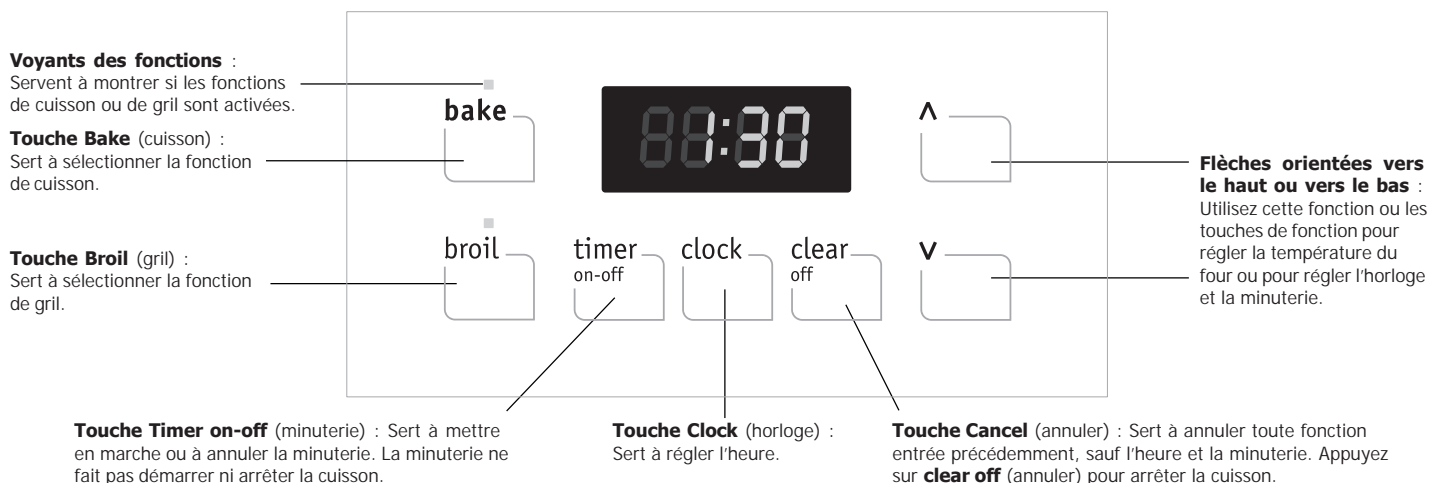 Voyants des fonctions :
Servent à montrer si les fonctions
de cuisson ou de gril sont activées.
Touche Bake (cuisson) :
Sert à sélectionner la fonction
de cuisson.
Touche Broil (gril) :
Sert à sélectionner la fonction
de gril.
bake
1:30
^
broil
timer
on-off
clock
clear
off
v
Flèches orientées vers
le haut ou vers le bas :
Utilisez cette fonction ou les
touches de fonction pour
régler la température du
four ou pour régler l'horloge
et la minuterie.
Touche Timer on-off (minuterie) : Sert à mettre
en marche ou à annuler la minuterie. La minuterie ne
fait pas démarrer ni arrêter la cuisson.
Touche Clock (horloge) :
Sert à régler l'heure.
Touche Cancel (annuler) : Sert à annuler toute fonction
entrée précédemment, sauf l'heure et la minuterie. Appuyez
sur clear off (annuler) pour arrêter la cuisson.